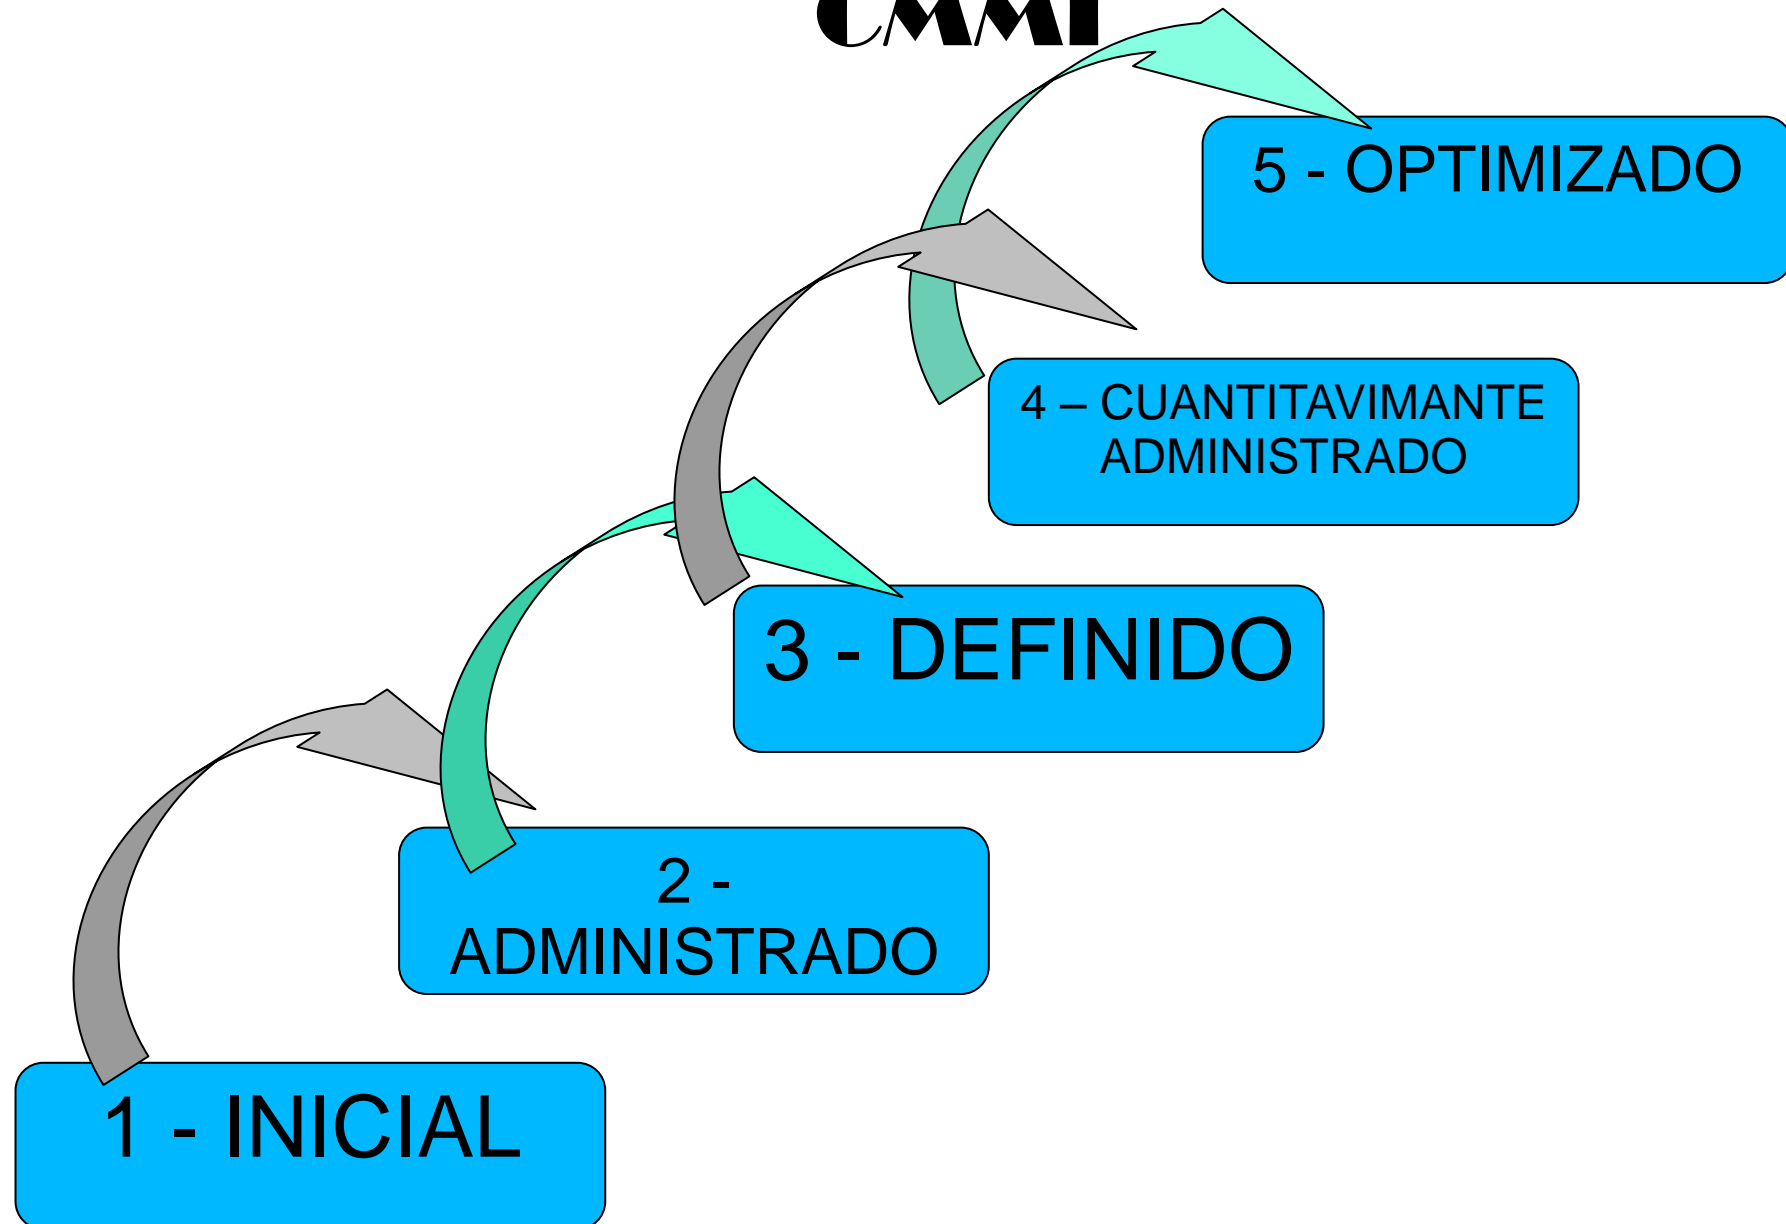 CMMI
5 - OPTIMIZADO
4 – CUANTITAVIMANTE
ADMINISTRADO
3 - DEFINIDO
2 -
ADMINISTRADO
1 - INICIAL